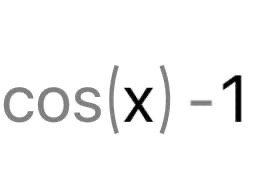 cos(x) - 1